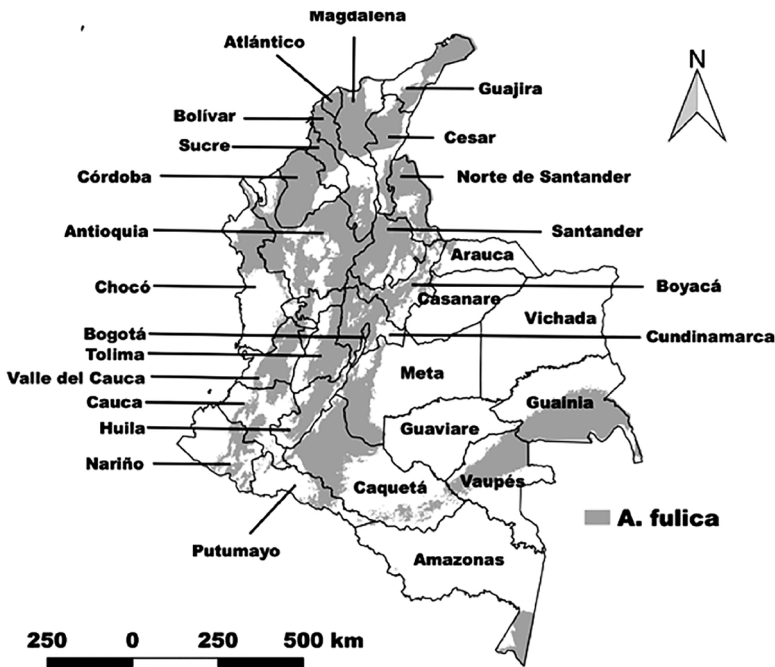 Magdalena
Atlántico
N
Guajira
Bolívar
Cesar
Sucre
Córdoba
Norte de Santander
Antioquia
Santander
Arauca
Chocó
Boyacá
Casanare
Vichada
Bogotá
Cundinamarca
Tolima
Meta
Valle del Cauca
Cauca
Guainia
Huila
Guaviare
Nariño
Vaupés
Caquetá
A. fulica
Putumayo
Amazonas
250 0 250 500 km